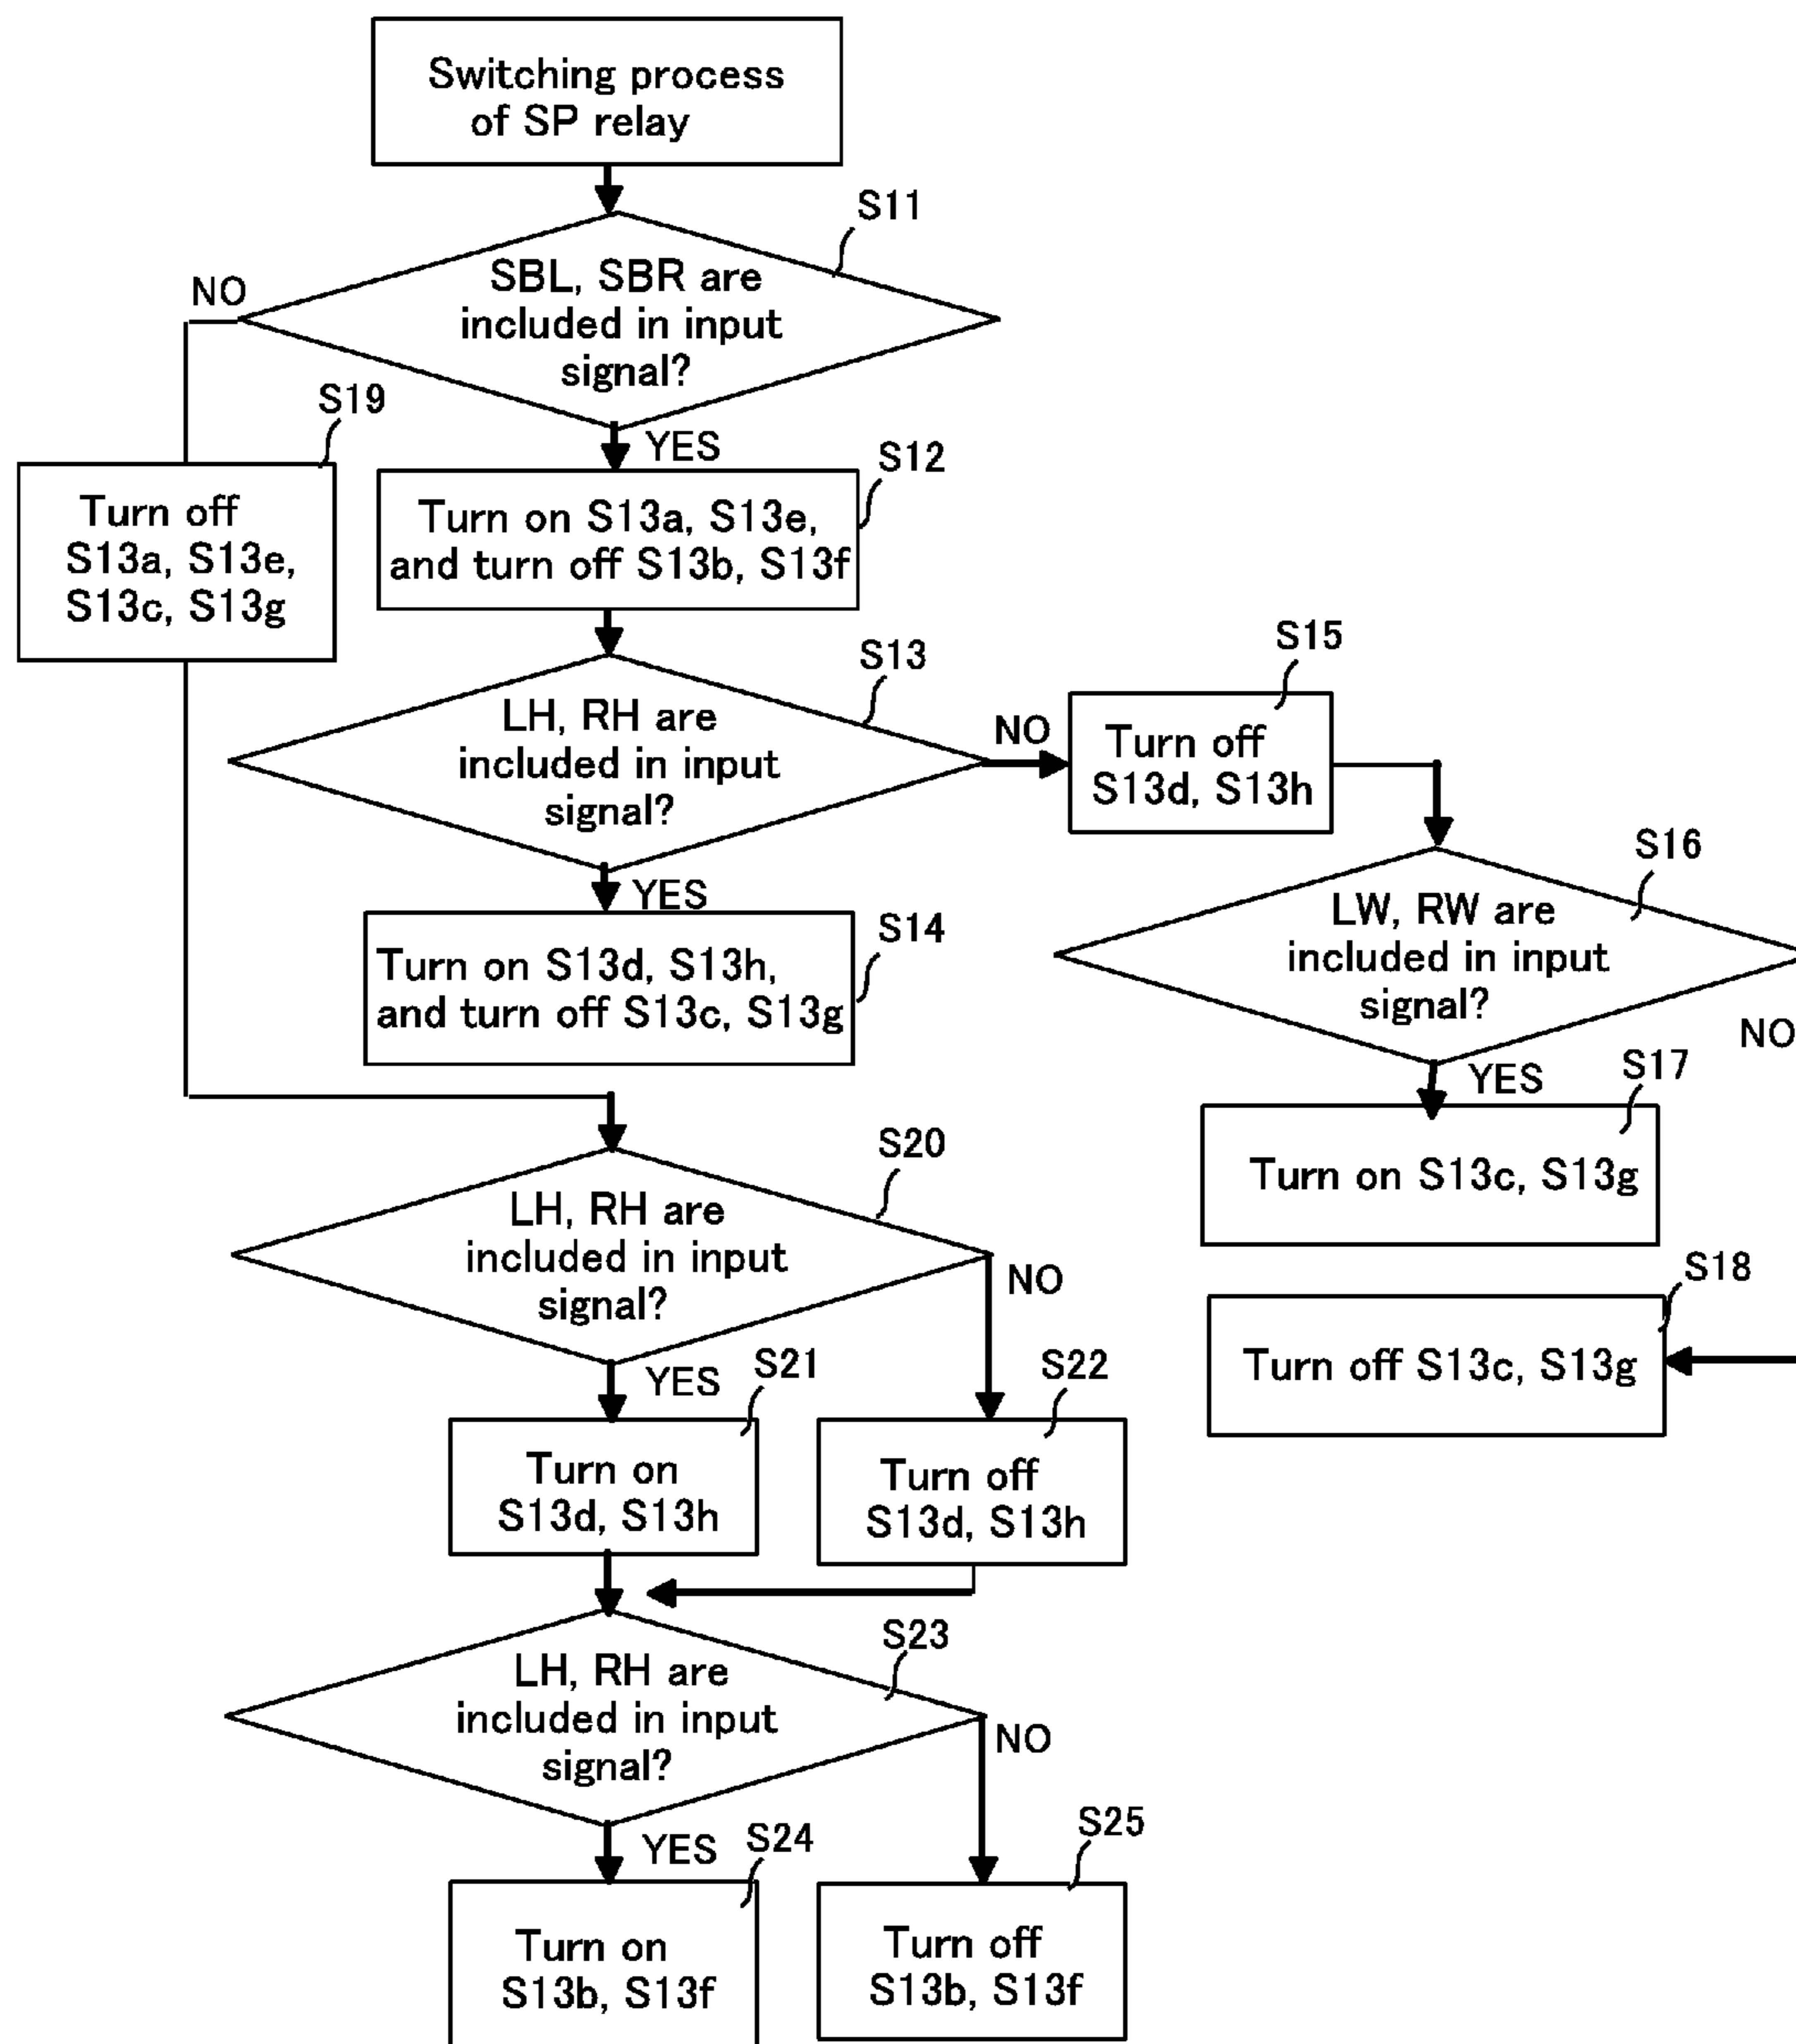 Switching process
of SP relay
S11
SBL, SBR are
included in input
signal?
NO
YES
S19
Turn off
S13a, S13e,
S13c, S13g
S12
Turn on S13a, S13e,
and turn off S13b, S13f
S13
LH, RH are
included in input
signal?
NO
YES
S15
Turn off
S13d, S13h
S14
Turn on S13d, S13h,
and turn off S13c, S13g
S16
LW, RW are
included in input
signal?
NO
YES
S17
Turn on S13c, S13g
S18
Turn off S13c, S13g
S20
LH, RH are
included in input
signal?
NO
YES
S21
Turn on
S13d, S13h
S22
Turn off
S13d, S13h
S23
LH, RH are
included in input
signal?
NO
YES
S24
Turn on
S13b, S13f
S25
Turn off
S13b, S13f